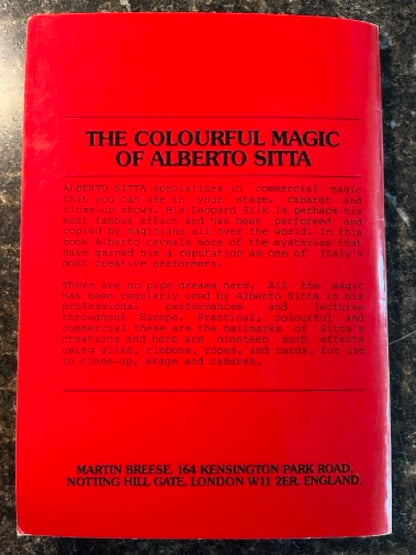 THE COLOURFUL MAGIC
OF ALBERTO SITTA
ALBERTO SITTA specialises in commercial magic
that you can use in your stage, cabaret and
close-up shows. His Leopard Silk is perhaps his
most famous effect and has been performed and
copied by magicians all over the world. In this
book Alberto reveals more of the mysteries that
have gained him a reputation as one of Italy's
most creative performers.
There are no pipe dreams here. All the magic
has been regularly used by Alberto Sitta in his
professional performances and lectures
throughout Europe. Practical, colourful and
commercial these are the hallmarks of Sitta's
creations and here are nineteen such effects
using silks, ribbons, ropes, and cards, for use
in close-up, stage and cabaret.
MARTIN BREESE, 164 KENSINGTON PARK ROAD,
NOTTING HILL GATE, LONDON W11 2ER, ENGLAND.